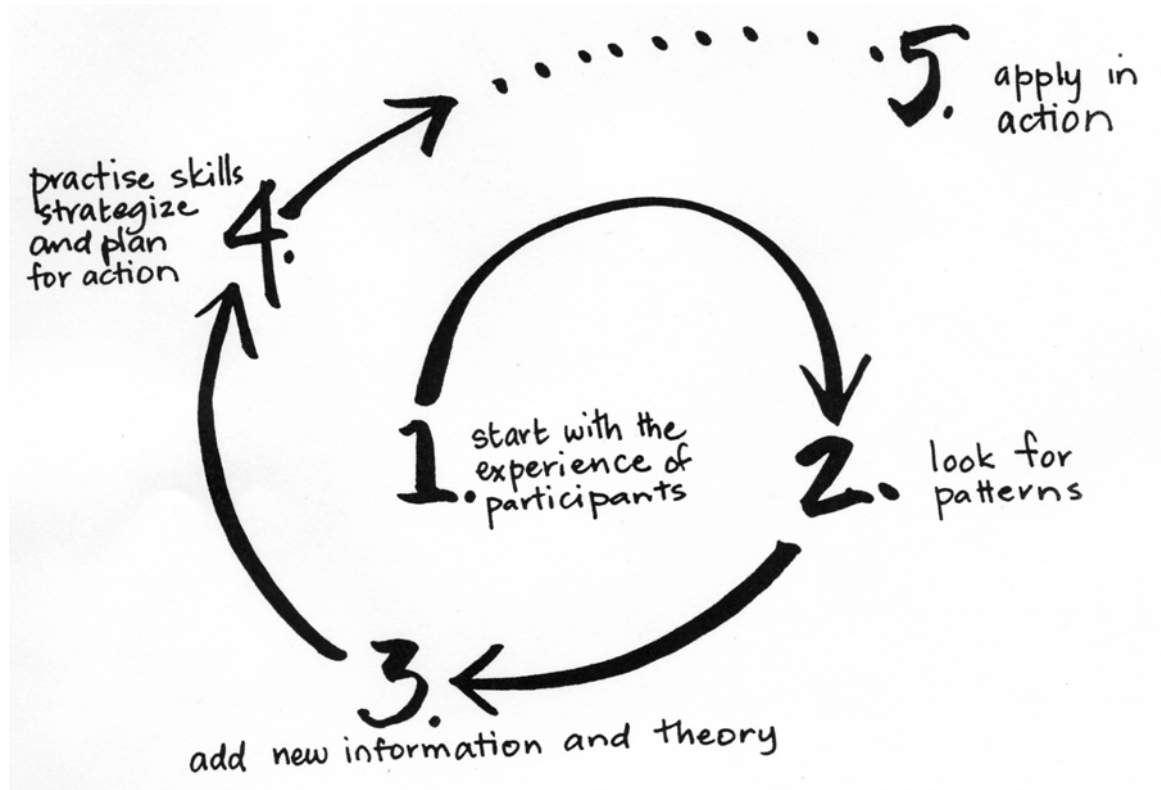 1. start with the
experience of
participants
2. look for
patterns
3.
add new information and theory
4.
practise skills
strategize
and plan
for action
5. apply in
action